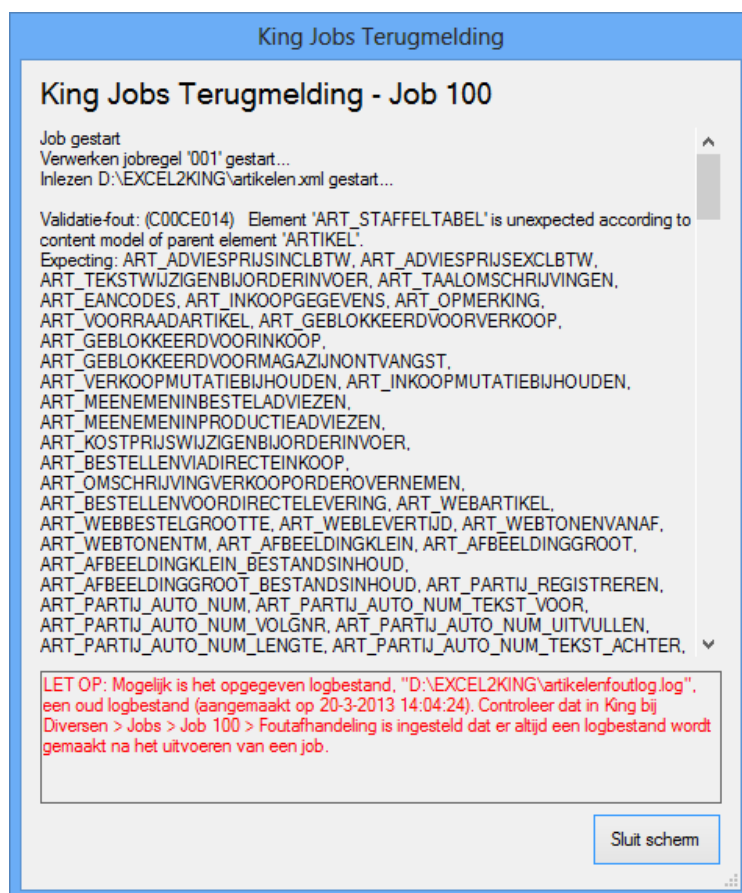 King Jobs Terugmelding
King Jobs Terugmelding - Job 100
Job gestart
Verwerken jobregel '001' gestart...
Inlezen D:\EXCEL2KING\artikelen.xml gestart...
Validatie-fout: (C00CE014)   Element 'ART_STAFFELTABEL' is unexpected according to
content model of parent element 'ARTIKEL'.
Expecting: ART_ADVIESPRIJSINCLBTW, ART_ADVIESPRIJSEXCLBTW,
ART_TEKSTWIJZIGENBIJORDERINVOER, ART_TAALOMSCHRIJVINGEN,
ART_EANCODES, ART_INKOOPGEGEVENS, ART_OPMERKING,
ART_VOORRAADARTIKEL, ART_GEBLOKKEERDVOORVERKOOP,
ART_GEBLOKKEERDVOORINKOOP,
ART_GEBLOKKEERDVOORMAGAZIJNONTVANGST,
ART_VERKOOPMUTATIEBIJHOUDEN, ART_INKOOPMUTATIEBIJHOUDEN,
ART_MEENEMENINBESTELADVIEZEN,
ART_MEENEMENINPRODUCTIEADVIEZEN,
ART_KOSTPRIJSWIJZIGENBIJORDERINVOER,
ART_BESTELLENVIADIRECTEINKOOP,
ART_OMSCHRIJVINGVERKOOPORDEROVERNEMEN,
ART_BESTELLENVOORDIRECTELEVERING, ART_WEBARTIKEL,
ART_WEBBESTELGROOTTE, ART_WEBLEVERTIJD, ART_WEBTONENVANAF,
ART_WEBTONENTM, ART_AFBEELDINGKLEIN, ART_AFBEELDINGGROOT,
ART_AFBEELDINGKLEIN_BESTANDSINHOUD,
ART_AFBEELDINGGROOT_BESTANDSINHOUD, ART_PARTIJ_REGISTREREN,
ART_PARTIJ_AUTO_NUM, ART_PARTIJ_AUTO_NUM_TEKST_VOOR,
ART_PARTIJ_AUTO_NUM_VOLGNR, ART_PARTIJ_AUTO_NUM_UITVULLEN,
ART_PARTIJ_AUTO_NUM_LENGTE, ART_PARTIJ_AUTO_NUM_TEKST_ACHTER,
LET OP: Mogelijk is het opgegeven logbestand, "D:\EXCEL2KING\artikelenfoutlog.log",
een oud logbestand (aangemaakt op 20-3-2013 14:04:24). Controleer dat in King bij
Diversen > Jobs > Job 100 > Foutafhandeling is ingesteld dat er altijd een logbestand wordt
gemaakt na het uitvoeren van een job.
Sluit scherm